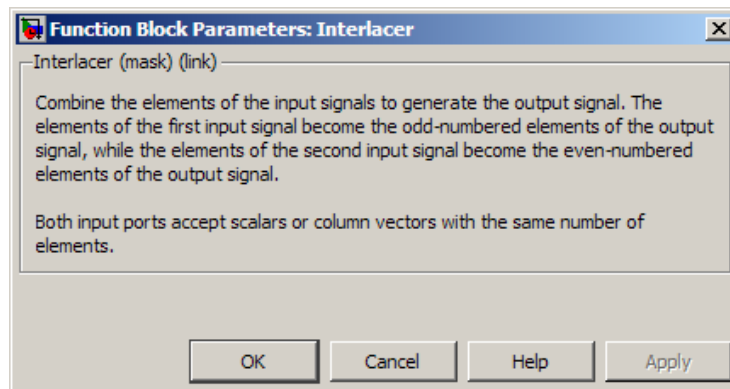 Function Block Parameters: Interlacer
Interlacer (mask) (link)
Combine the elements of the input signals to generate the output signal. The
elements of the first input signal become the odd-numbered elements of the output
signal, while the elements of the second input signal become the even-numbered
elements of the output signal.
Both input ports accept scalars or column vectors with the same number of
elements.
OK
Cancel
Help
Apply